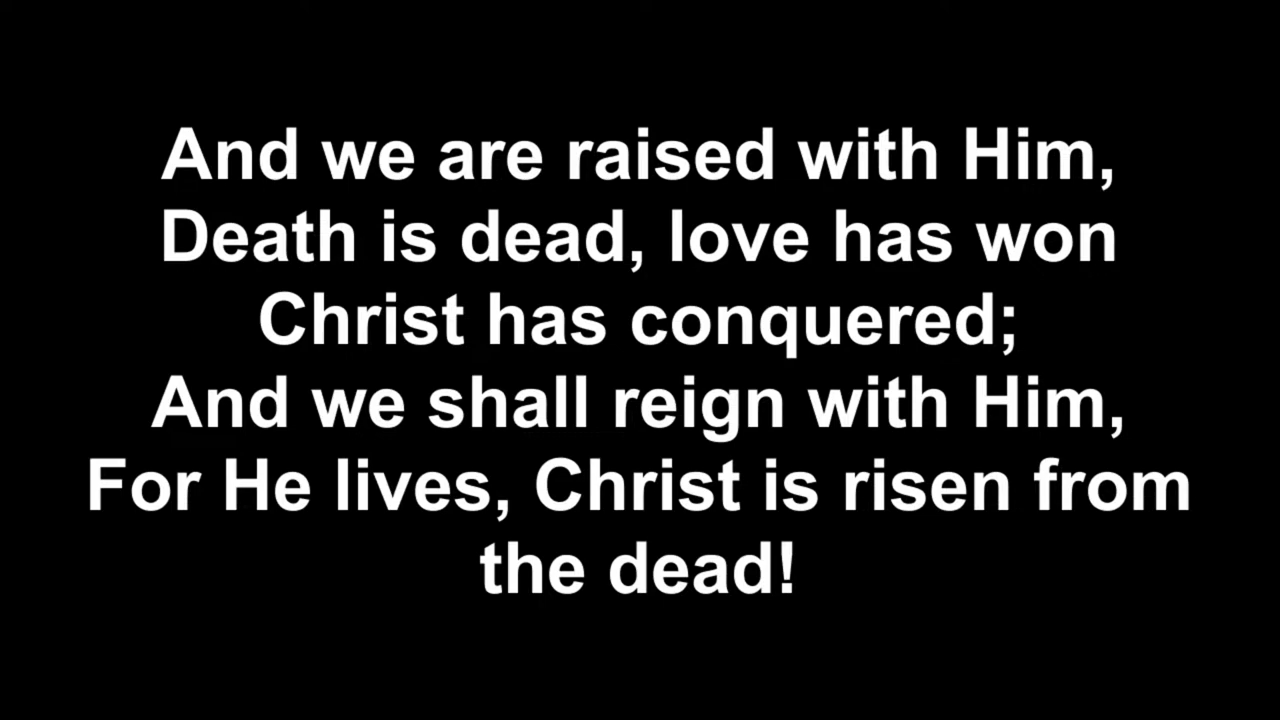 And we are raised with Him,
Death is dead, love has won
Christ has conquered;
And we shall reign with Him,
For He lives, Christ is risen from
the dead!